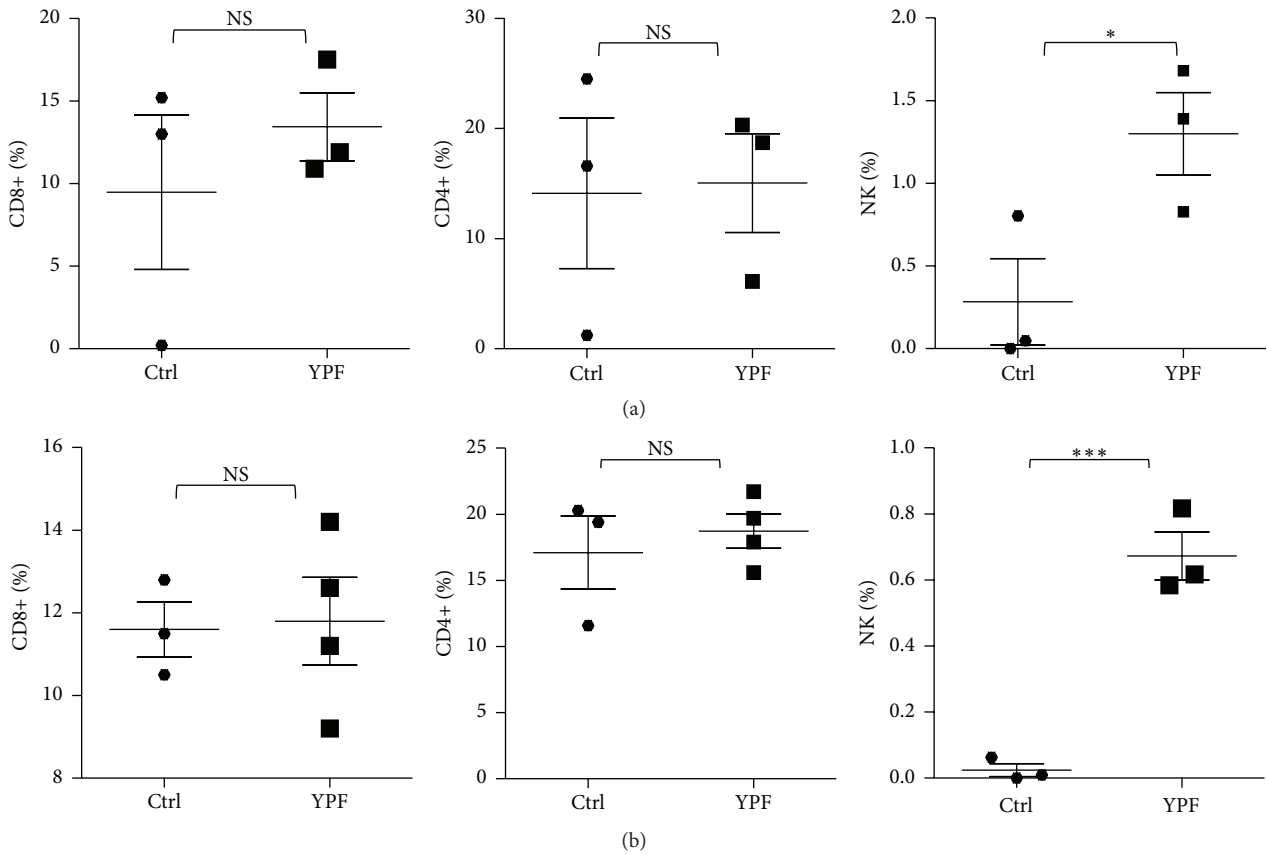 NS
20
15
10
5
0
CD8+ (%)
Ctrl
YPF
NS
30
20
10
0
CD4+ (%)
Ctrl
YPF
*
2.0
1.5
1.0
0.5
0.0
NK (%)
Ctrl
YPF
(a)
NS
16
14
12
10
8
CD8+ (%)
Ctrl
YPF
NS
25
20
15
10
5
0
CD4+ (%)
Ctrl
YPF
***
1.0
0.8
0.6
0.4
0.2
0.0
NK (%)
Ctrl
YPF
(b)